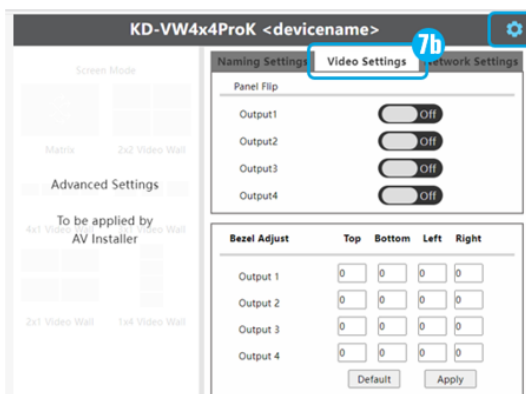 KD-VW4x4ProK <devicename>
7b
Naming Settings Video Settings Network Settings
Screen Mode
Matrix 2x2 Video Wall
Advanced Settings
To be applied by
AV Installer
4x1 Video Wall Video Wall
2x1 Video Wall 1x4 Video Wall
Panel Flip
Output1 Off
Output2 Off
Output3 Off
Output4 Off
Bezel Adjust Top Bottom Left Right
Output 1 0 0 0 0
Output 2 0 0 0 0
Output 3 0 0 0 0
Output 4 0 0 0 0
Default Apply